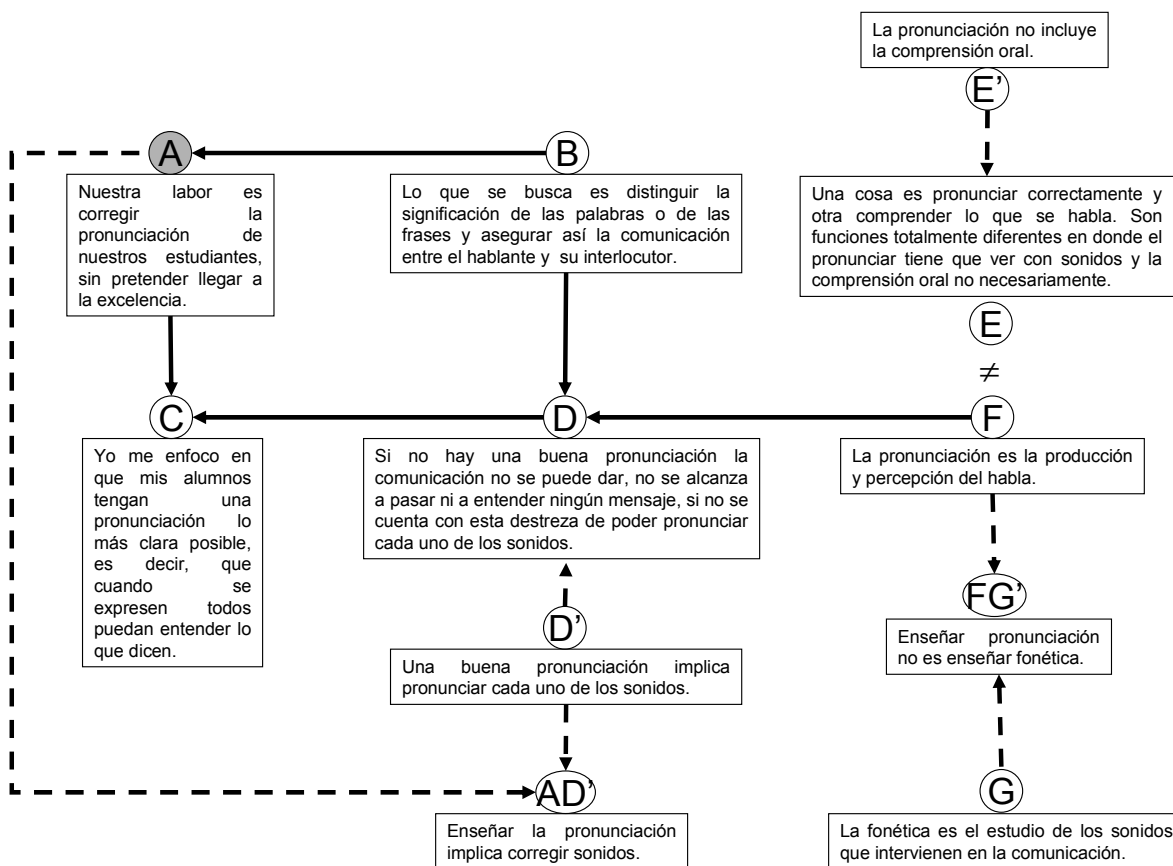 La pronunciación no incluye
la comprensión oral.
E'
A
B
Nuestra labor es
corregir la
pronunciación de
nuestros estudiantes,
sin pretender llegar a
la excelencia.
Lo que se busca es distinguir la
significación de las palabras o de las
frases y asegurar así la comunicación
entre el hablante y su interlocutor.
Una cosa es pronunciar correctamente y
otra comprender lo que se habla. Son
funciones totalmente diferentes en donde el
pronunciar tiene que ver con sonidos y la
comprensión oral no necesariamente.
E
≠
C
D
F
Yo me enfoco en
que mis alumnos
tengan una
pronunciación lo
más clara posible,
es decir, que
cuando se
expresen todos
puedan entender lo
que dicen.
Si no hay una buena pronunciación la
comunicación no se puede dar, no se alcanza
a pasar ni a entender ningún mensaje, si no se
cuenta con esta destreza de poder pronunciar
cada uno de los sonidos.
La pronunciación es la producción
y percepción del habla.
FG'
D'
Enseñar pronunciación
no es enseñar fonética.
Una buena pronunciación implica
pronunciar cada uno de los sonidos.
AD'
G
Enseñar la pronunciación
implica corregir sonidos.
La fonética es el estudio de los sonidos
que intervienen en la comunicación.